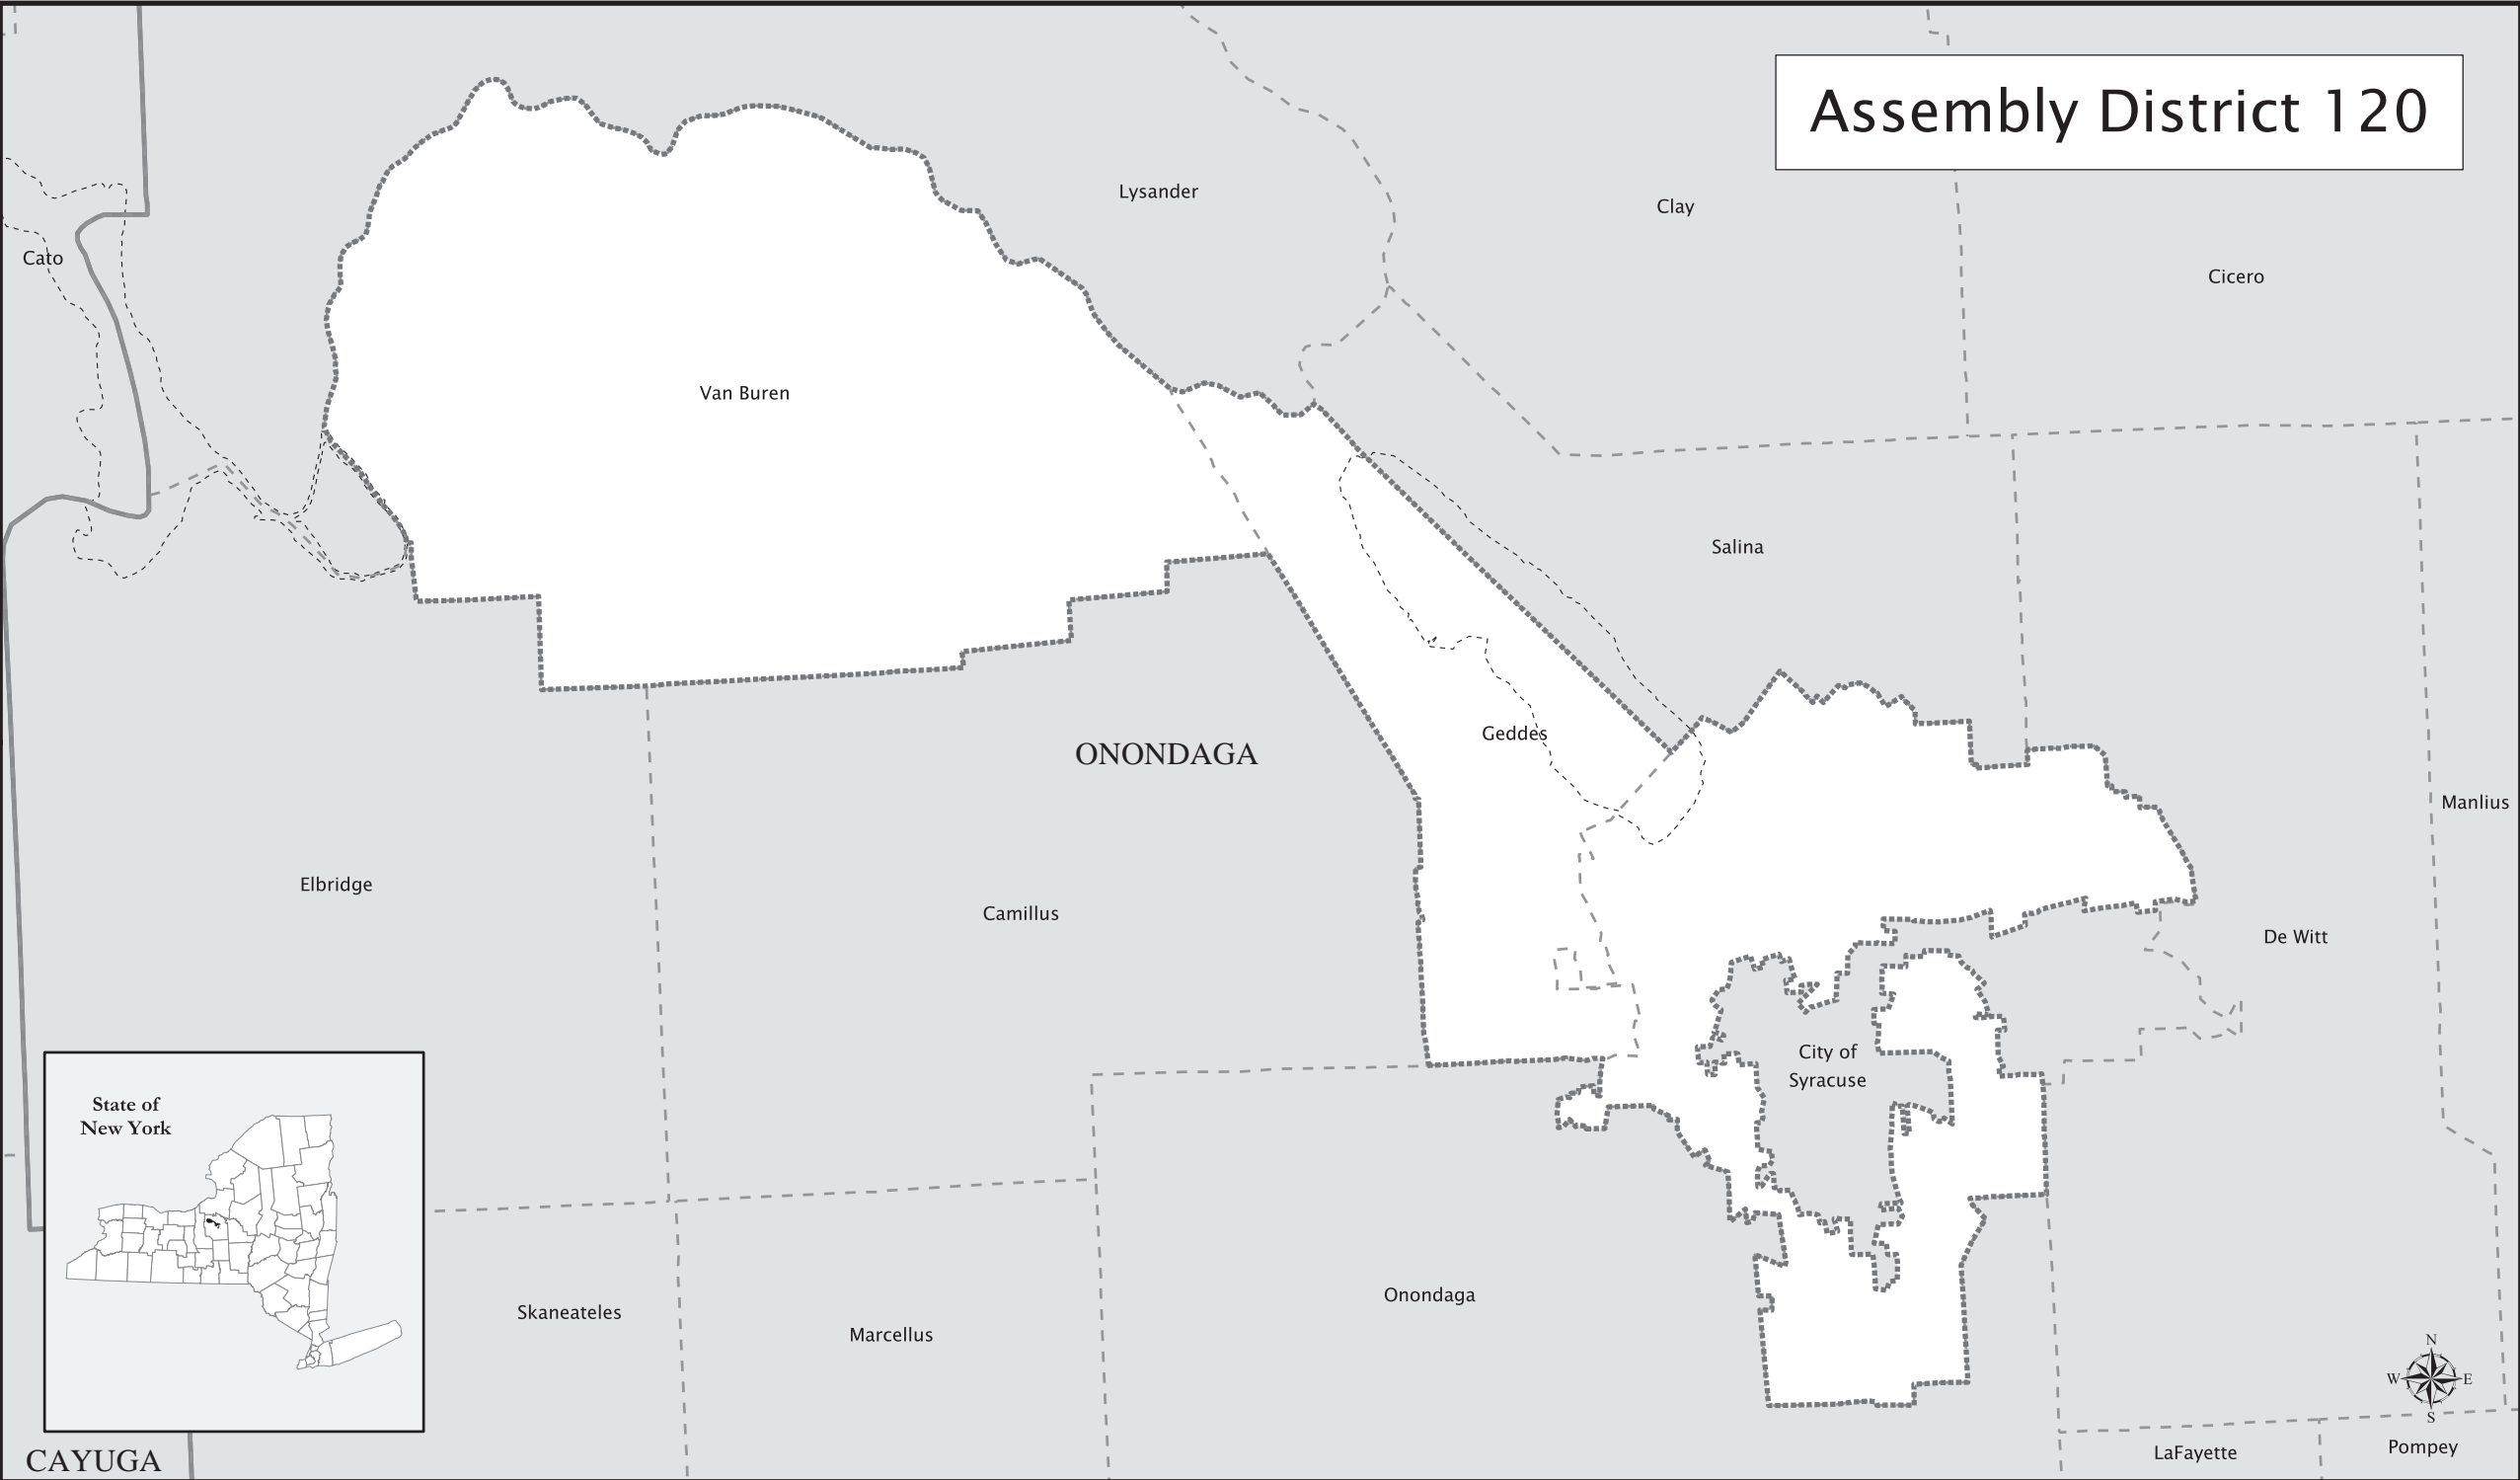 Assembly District 120
Lysander
Clay
Cato
Cicero
Van Buren
Salina
Geddes
ONONDAGA
Manlius
Elbridge
Camillus
De Witt
City of
Syracuse
State of
New York
Onondaga
Skaneateles
Marcellus
N
W
E
S
CAYUGA
LaFayette
Pompey